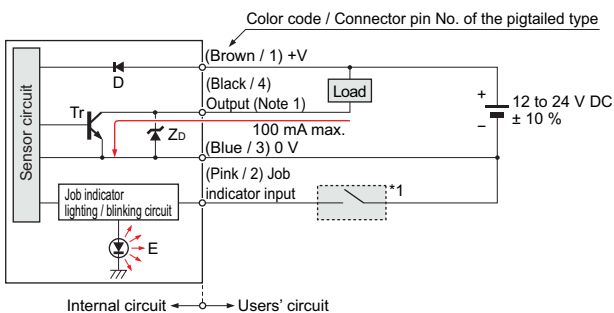 Color code / Connector pin No. of the pigtailed type
(Brown / 1) +V
D
(Black / 4)
Output (Note 1)
Load
Tr
ZD
100 mA max.
+
−
12 to 24 V DC
± 10 %
Sensor circuit
(Blue / 3) 0 V
(Pink / 2) Job
indicator input
*1
Job indicator
lighting / blinking circuit
E
Internal circuit
Users' circuit